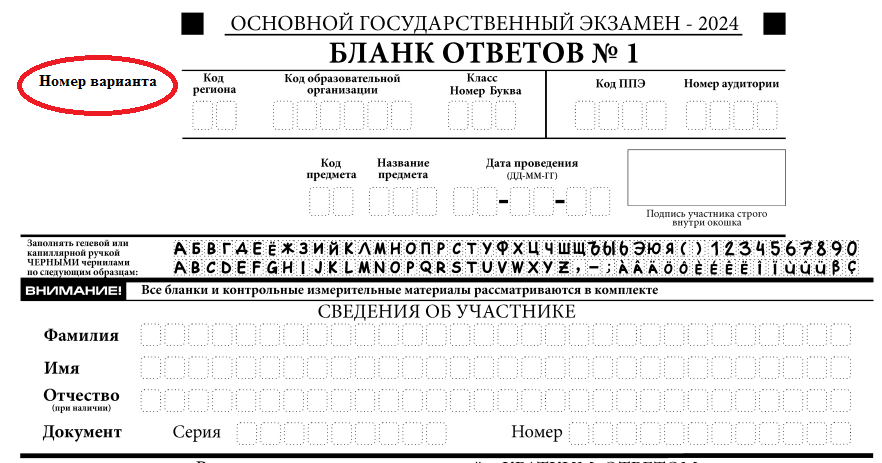 ОСНОВНОЙ ГОСУДАРСТВЕННЫЙ ЭКЗАМЕН - 2024
БЛАНК ОТВЕТОВ № 1
Номер варианта
Код региона
Код образовательной организации
Класс
Номер Буква
Код ППЭ
Номер аудитории
Код предмета
Название предмета
Дата проведения
(ДД-ММ-ГГ)
Подпись участника строго
внутри окошка
Заполнять гелевой или
капиллярной ручкой
ЧЕРНЫМИ чернилами
по следующим образцам:
АБВГДЕЁЖЗИЙКЛМНОПРСТУФХЦЧШЩЪЫЬЭЮЯ()1234567890
ABCDEFGHIJKLMNOPQRSTUVWXYZ,-;
ВНИМАНИЕ! Все бланки и контрольные измерительные материалы рассматриваются в комплекте
СВЕДЕНИЯ ОБ УЧАСТНИКЕ
Фамилия
Имя
Отчество
(при наличии)
Документ Серия Номер